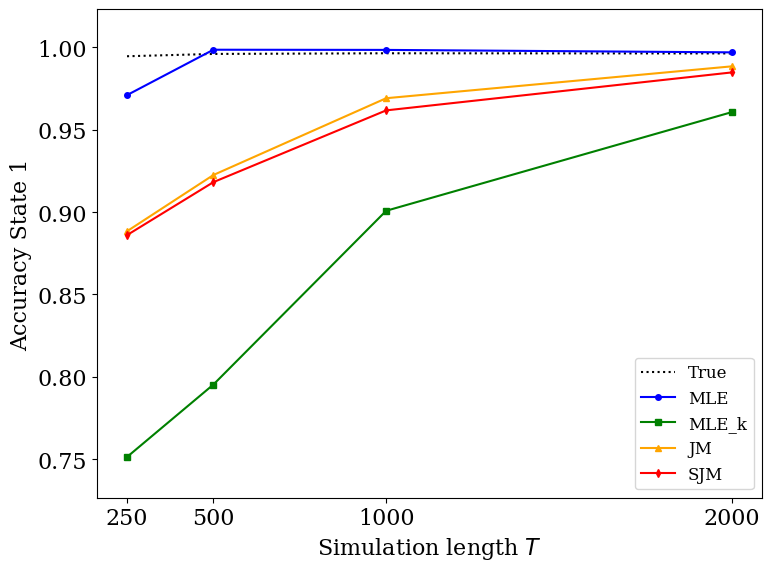 1.00
0.95
0.90
0.85
0.80
0.75
Accuracy State 1
250
500
1000
2000
Simulation length T
True
MLE
MLE_k
JM
SJM